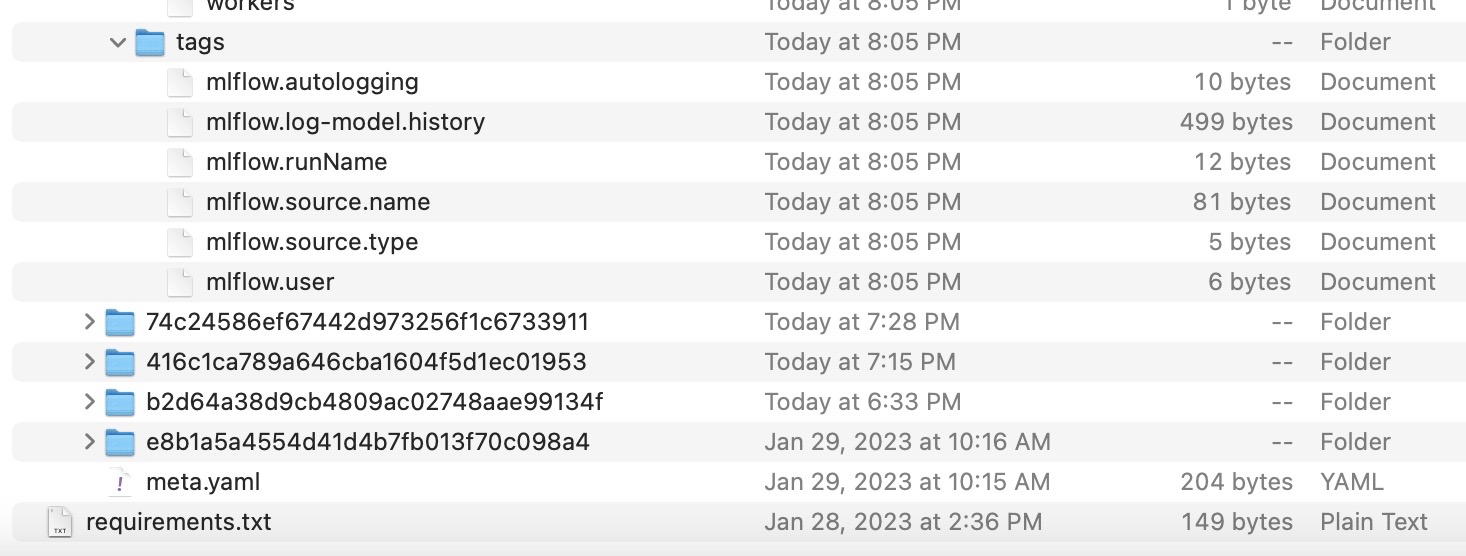 workers Today at 8:05 PM 1 byte Document
tags Today at 8:05 PM -- Folder
mlflow.autologging Today at 8:05 PM 10 bytes Document
mlflow.log-model.history Today at 8:05 PM 499 bytes Document
mlflow.runName Today at 8:05 PM 12 bytes Document
mlflow.source.name Today at 8:05 PM 81 bytes Document
mlflow.source.type Today at 8:05 PM 5 bytes Document
mlflow.user Today at 8:05 PM 6 bytes Document
74c24586ef67442d973256f1c6733911 Today at 7:28 PM -- Folder
416c1ca789a646cba1604f5d1ec01953 Today at 7:15 PM -- Folder
b2d64a38d9cb4809ac02748aae99134f Today at 6:33 PM -- Folder
e8b1a5a4554d41d4b7fb013f70c098a4 Jan 29, 2023 at 10:16 AM -- Folder
meta.yaml Jan 29, 2023 at 10:15 AM 204 bytes YAML
requirements.txt Jan 28, 2023 at 2:36 PM 149 bytes Plain Text